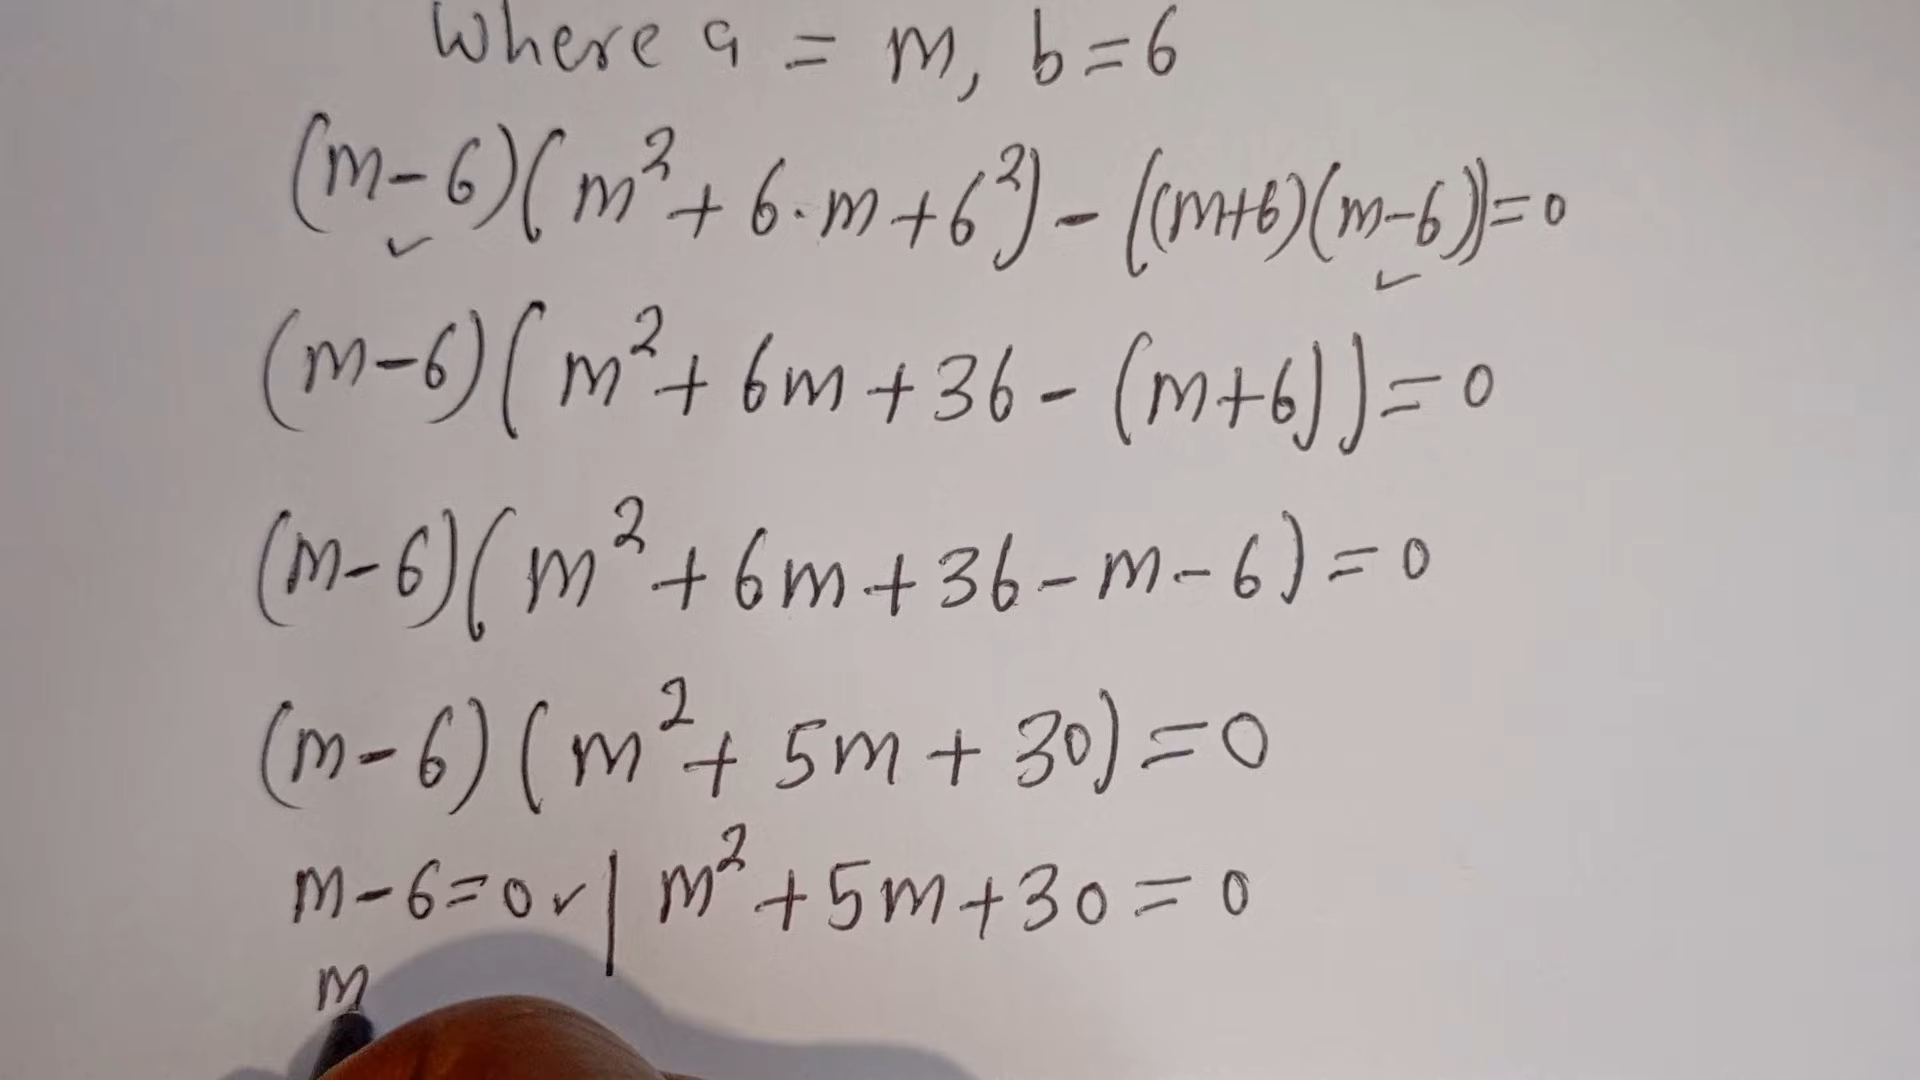 Where a = m, b = 6
(m-6)(m²+6·m+6²)-((m+6)(m-6))=0
(m-6)(m²+6m+36-(m+6))=0
(m-6)(m²+6m+36-m-6)=0
(m-6)(m²+5m+30)=0
m-6=0 ✓| m²+5m+30=0
m